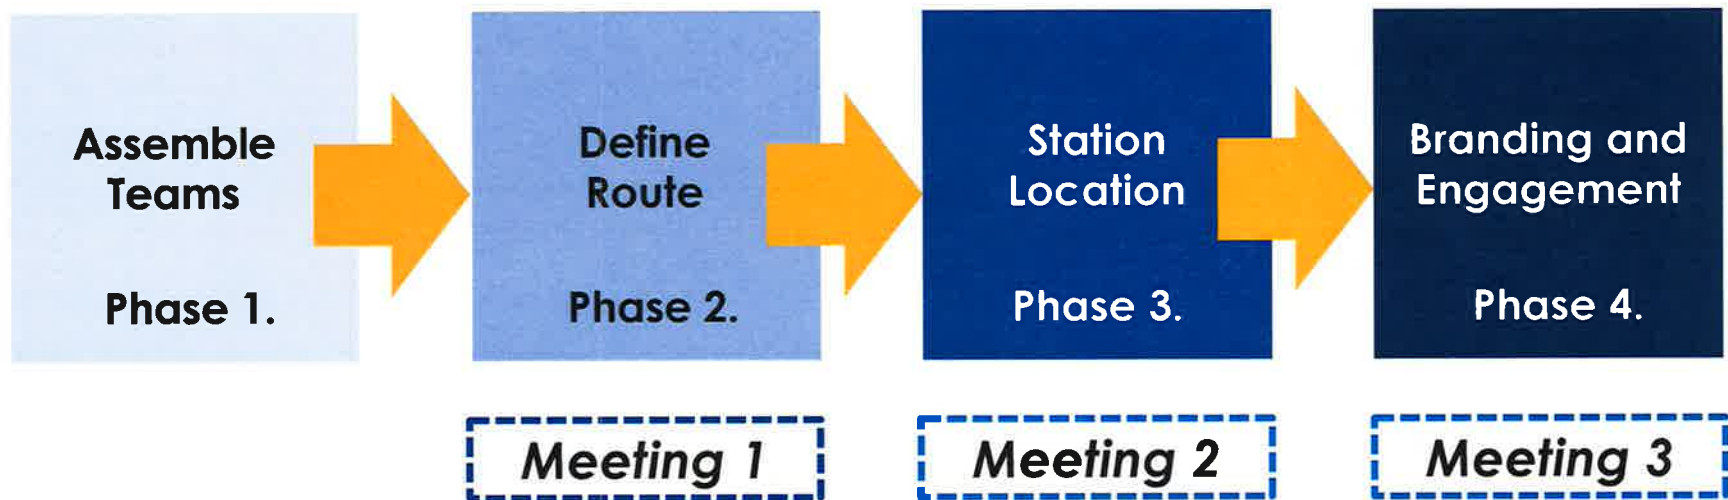 Assemble
Teams
Phase 1.
Define
Route
Phase 2.
Station
Location
Phase 3.
Branding and
Engagement
Phase 4.
Meeting 1
Meeting 2
Meeting 3